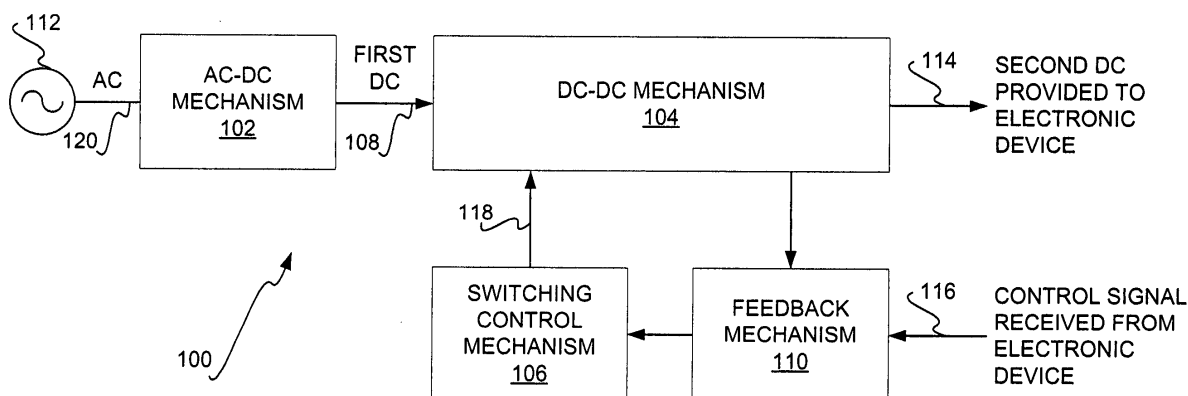 112
AC
120
AC-DC
MECHANISM
102
FIRST
DC
108
DC-DC MECHANISM
104
114
SECOND DC
PROVIDED TO
ELECTRONIC
DEVICE
118
100
SWITCHING
CONTROL
MECHANISM
106
FEEDBACK
MECHANISM
110
116
CONTROL SIGNAL
RECEIVED FROM
ELECTRONIC
DEVICE